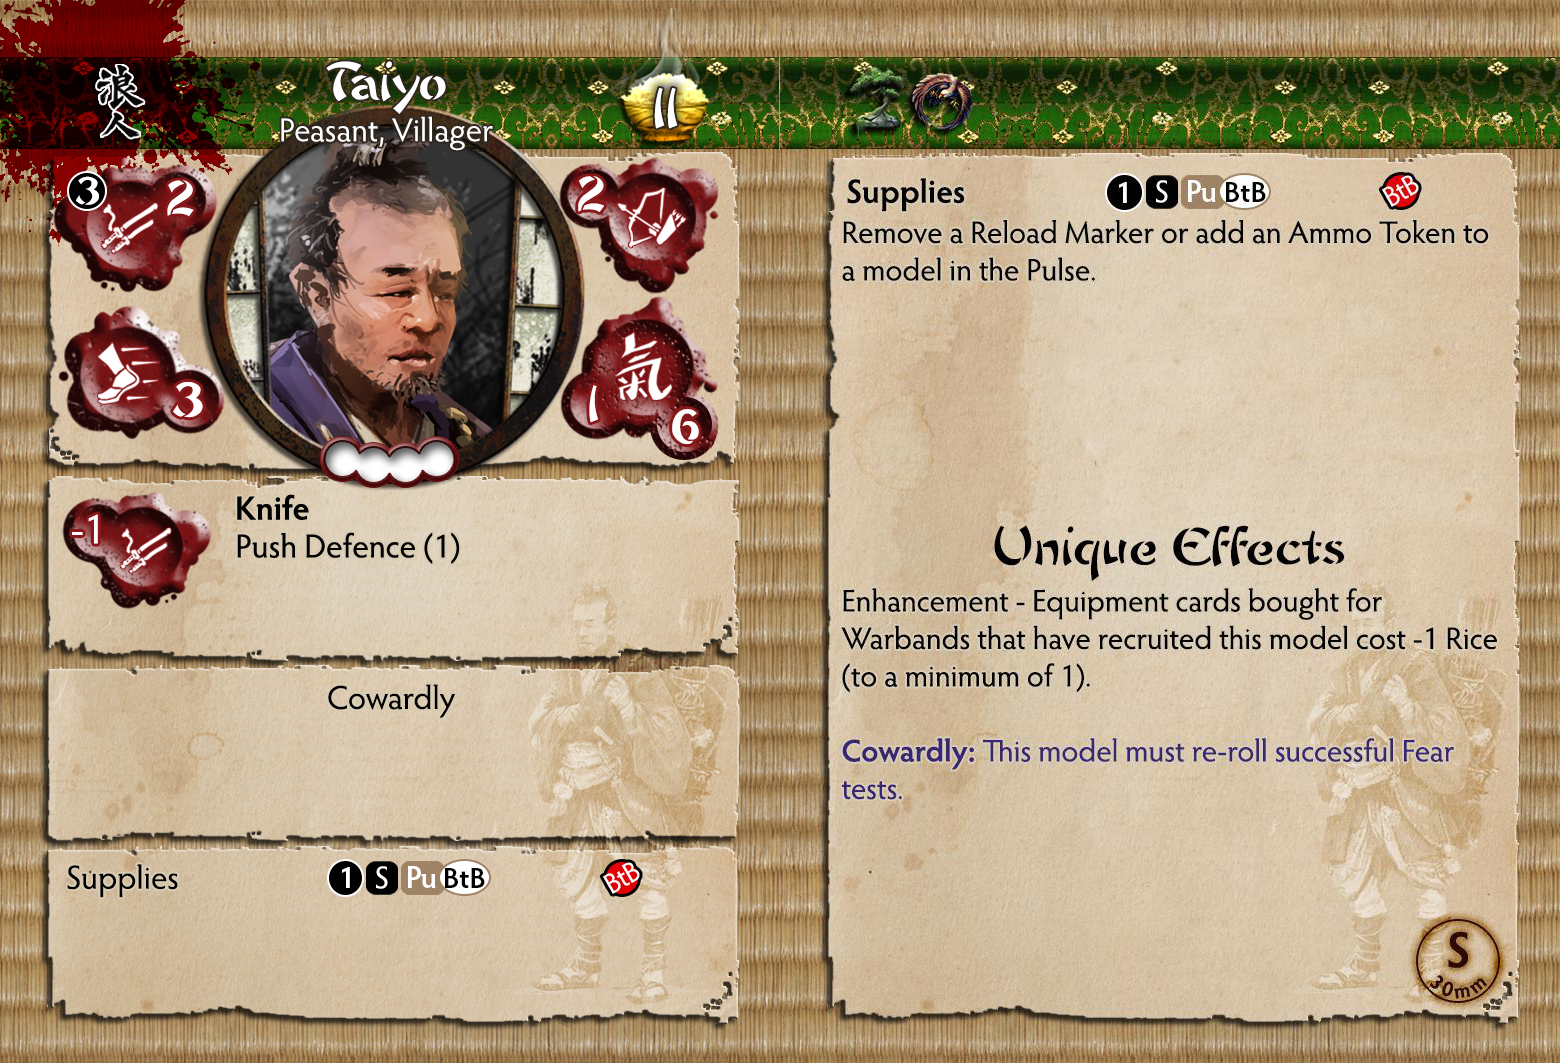 浪人
Taiyo
Peasant, Villager
11
3
2
2
3
氣
1
6
-1
Knife
Push Defence (1)
Cowardly
Supplies 1 S Pu BtB BtB
Supplies 1 S Pu BtB BtB
Remove a Reload Marker or add an Ammo Token to
a model in the Pulse.
Unique Effects
Enhancement - Equipment cards bought for
Warbands that have recruited this model cost -1 Rice
(to a minimum of 1).
Cowardly: This model must re-roll successful Fear
tests.
S
30mm